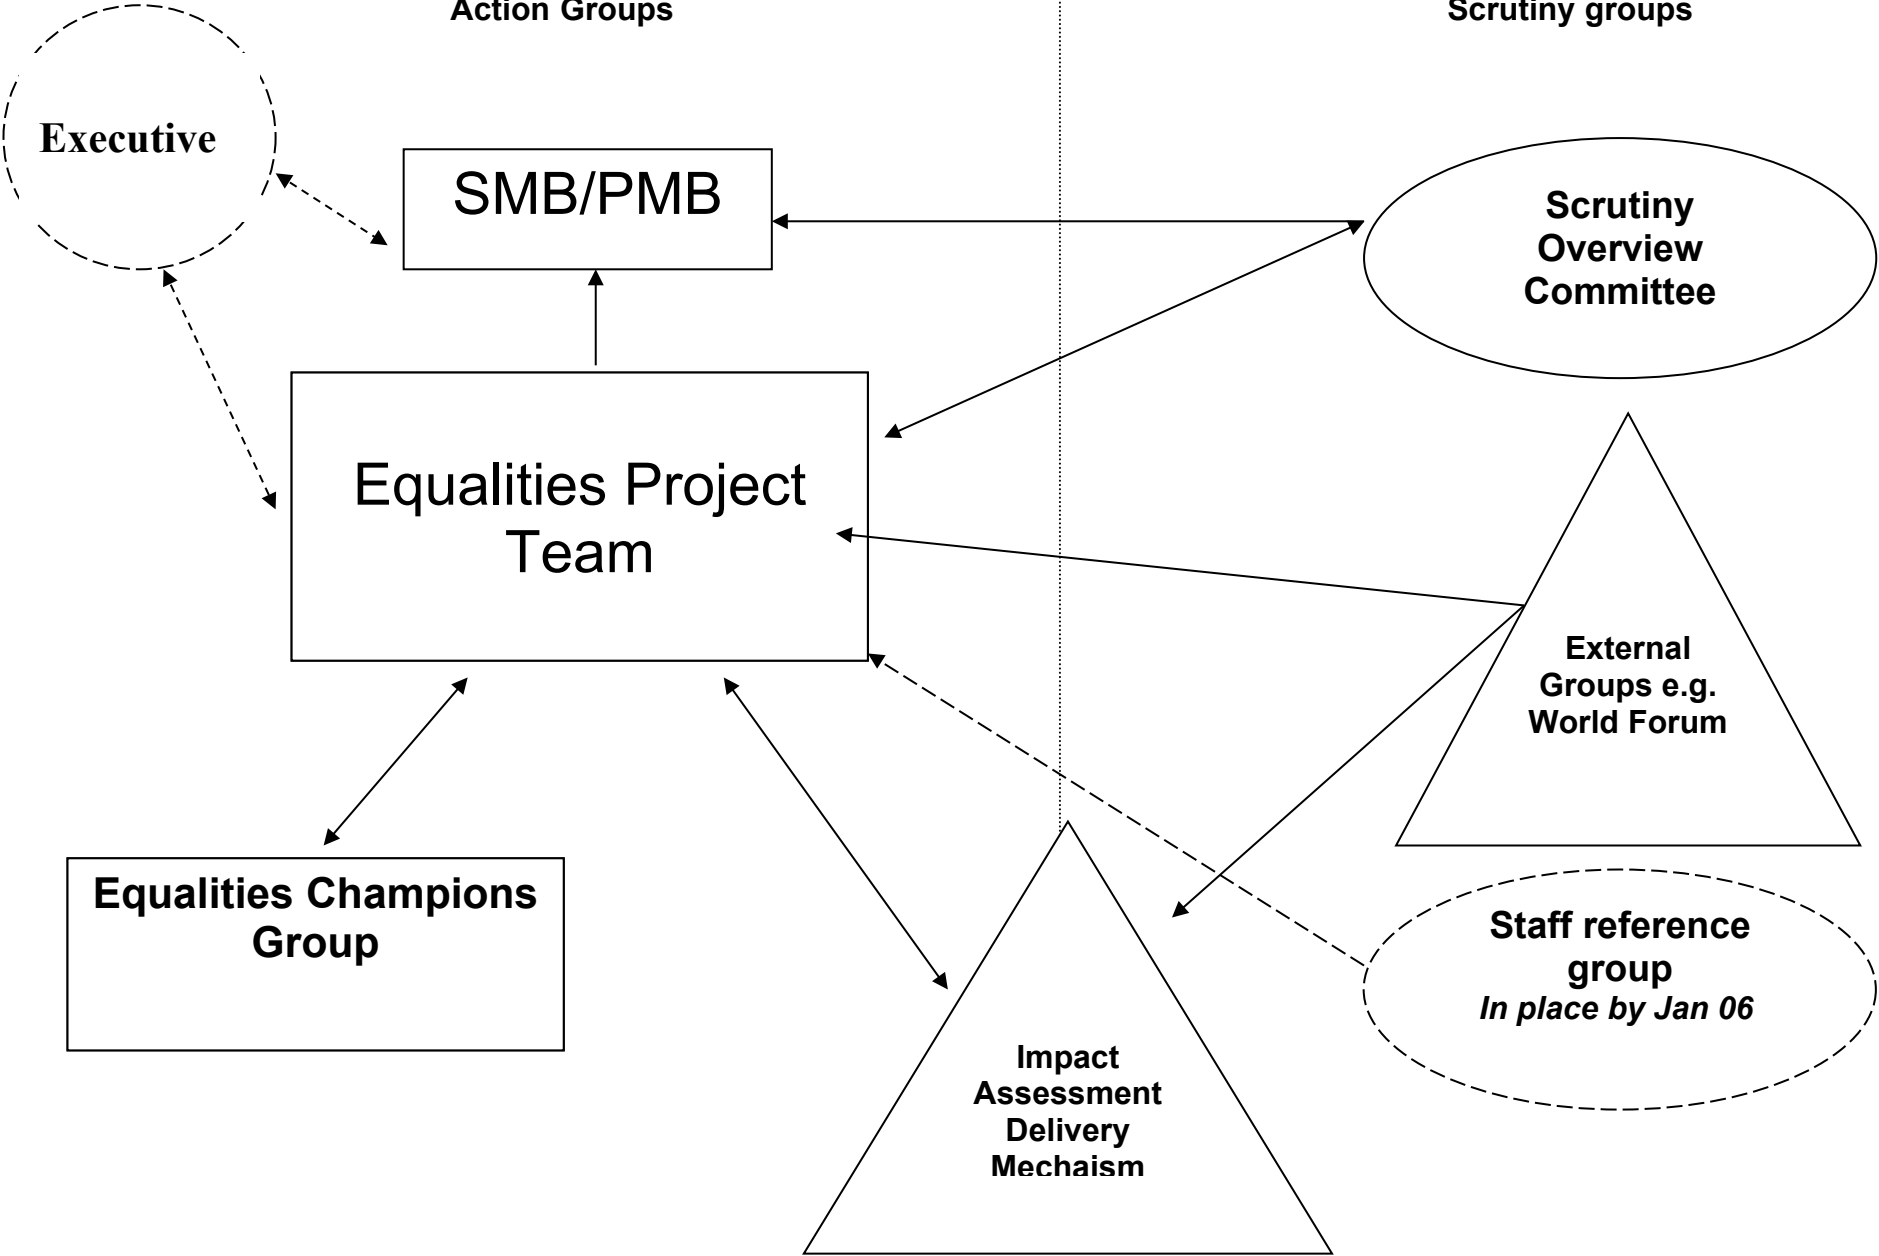 Action Groups
Scrutiny groups
Executive
SMB/PMB
Scrutiny
Overview
Committee
Equalities Project
Team
External
Groups e.g.
World Forum
Equalities Champions
Group
Staff reference
group
In place by Jan 06
Impact
Assessment
Delivery
Mechaism